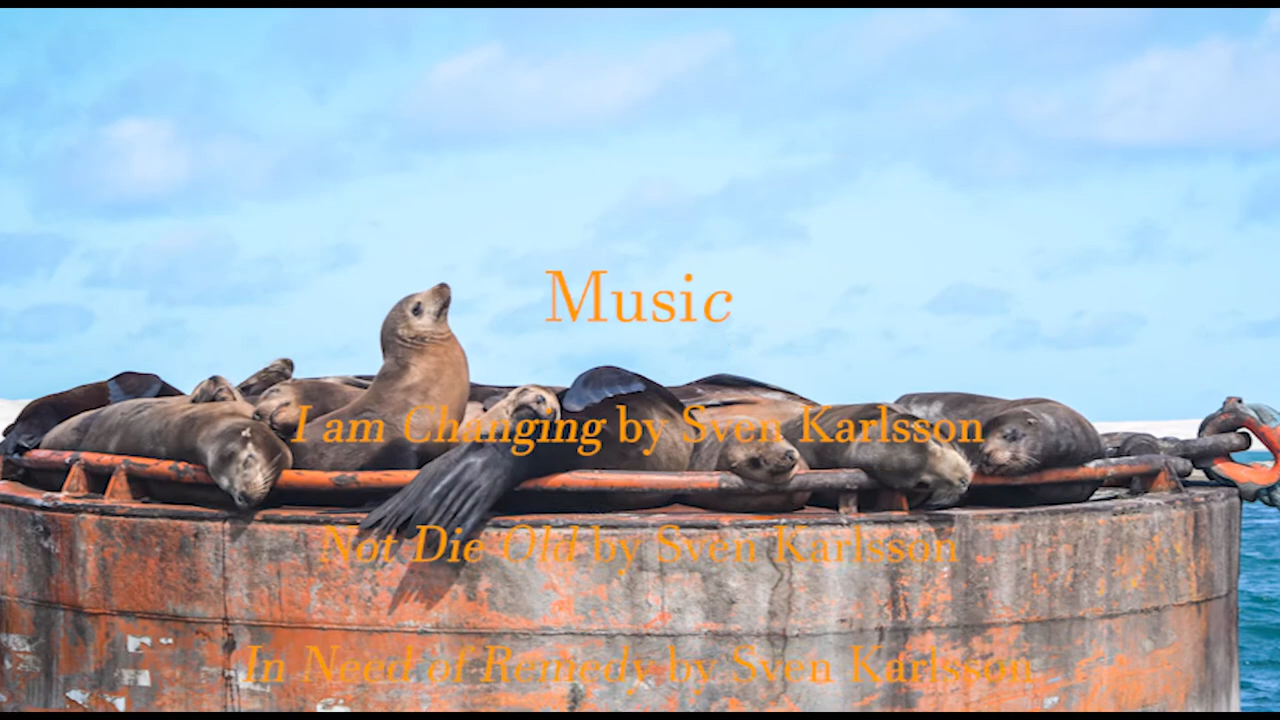 Music
I am Changing by Sven Karlsson
Not Die Old by Sven Karlsson
In Need of Remedy by Sven Karlsson